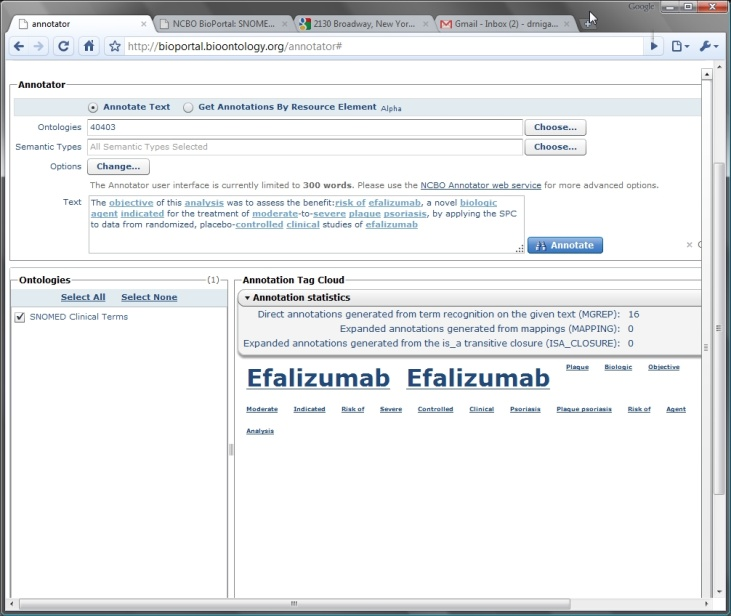 Google
annotator
NCBO BioPortal: SNOME...
2130 Broadway, New Yor...
Gmail - Inbox (2) - drniga...
http://bioportal.bioontology.org/annotator#
Annotator
Annotate Text Get Annotations By Resource Element Alpha
Ontologies 40403 Choose...
Semantic Types All Semantic Types Selected Choose...
Options Change...
The Annotator user interface is currently limited to 300 words. Please use the NCBO Annotator web service for more advanced options.
Text
The objective of this analysis was to assess the benefit:risk of efalizumab, a novel biologic
agent indicated for the treatment of moderate-to-severe plaque psoriasis, by applying the SPC
to data from randomized, placebo-controlled clinical studies of efalizumab
Annotate
Ontologies (1)
Select All Select None
SNOMED Clinical Terms
Annotation Tag Cloud
Annotation statistics
Direct annotations generated from term recognition on the given text (MGREP): 16
Expanded annotations generated from mappings (MAPPING): 0
Expanded annotations generated from the is_a transitive closure (ISA_CLOSURE): 0
Efalizumab Efalizumab Plaque Biologic Objective
Moderate Indicated Risk of Severe Controlled Clinical Psoriasis Plaque psoriasis Risk of Agent
Analysis